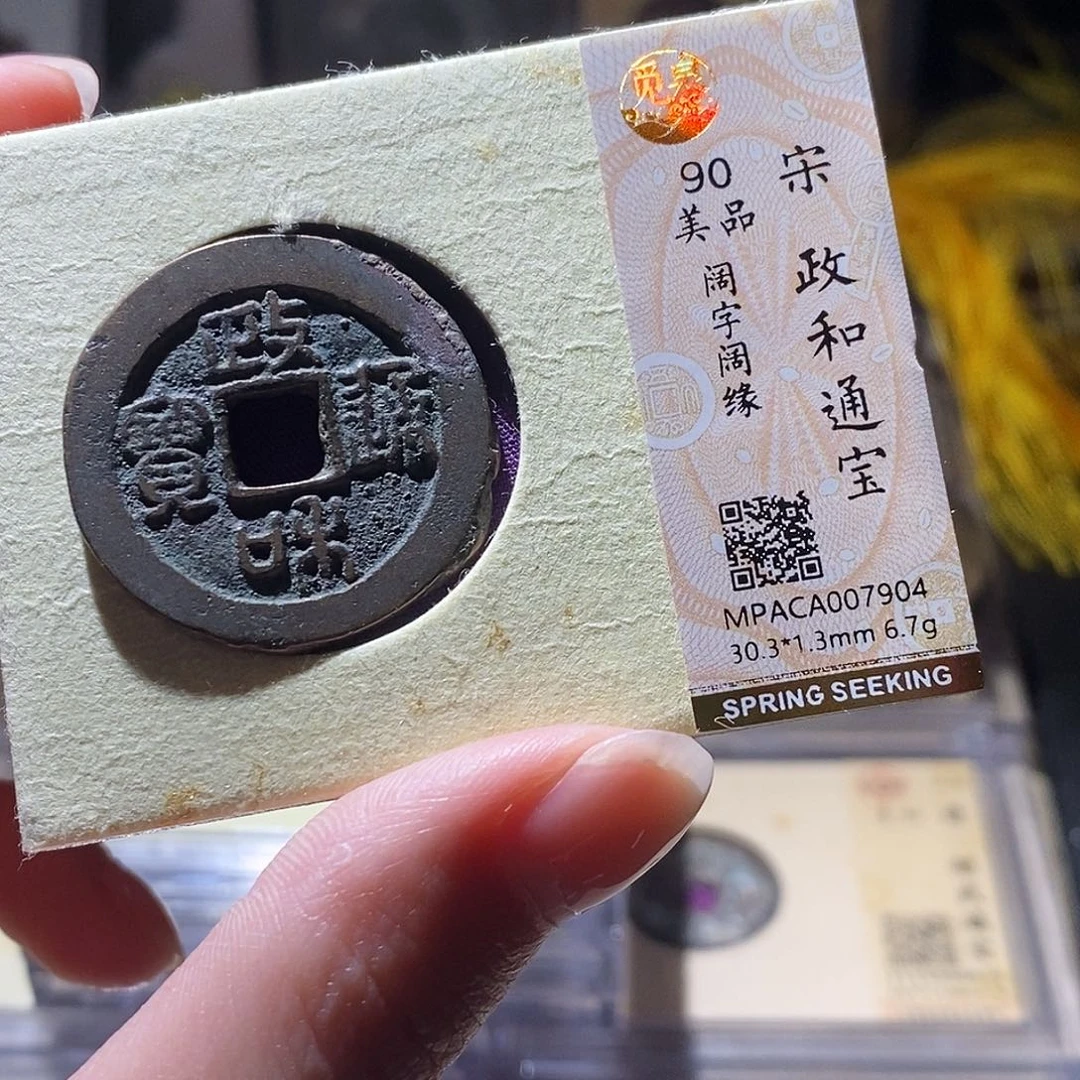 政
通
和
寳
觅泉
宋 政和通宝
90
美品
阔字阔缘
MPACA007904
30.3*1.3mm 6.7g
SPRING SEEKING